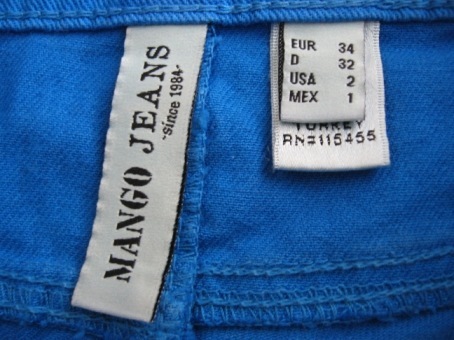 MANGO JEANS
-since 1984-
EUR 34
D 32
USA 2
MEX 1
TURKEY
RN#115455